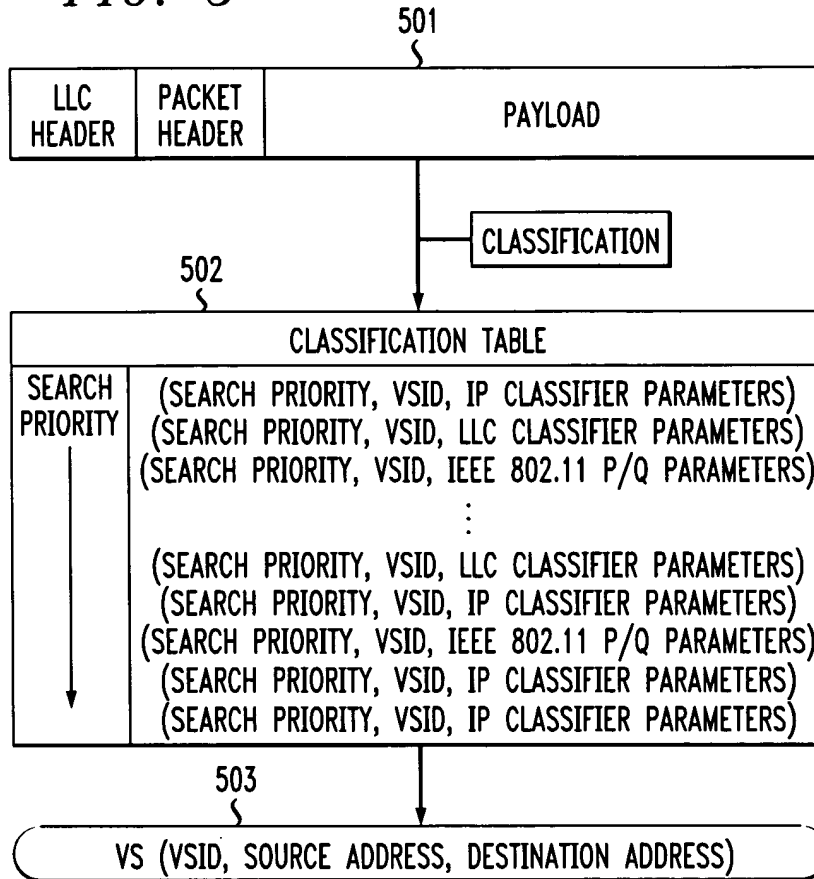 501
LLC HEADER
PACKET HEADER
PAYLOAD
CLASSIFICATION
502
CLASSIFICATION TABLE
SEARCH PRIORITY
(SEARCH PRIORITY, VSID, IP CLASSIFIER PARAMETERS)
(SEARCH PRIORITY, VSID, LLC CLASSIFIER PARAMETERS)
(SEARCH PRIORITY, VSID, IEEE 802.11 P/Q PARAMETERS)
⋮
(SEARCH PRIORITY, VSID, LLC CLASSIFIER PARAMETERS)
(SEARCH PRIORITY, VSID, IP CLASSIFIER PARAMETERS)
(SEARCH PRIORITY, VSID, IEEE 802.11 P/Q PARAMETERS)
(SEARCH PRIORITY, VSID, IP CLASSIFIER PARAMETERS)
(SEARCH PRIORITY, VSID, IP CLASSIFIER PARAMETERS)
503
VS (VSID, SOURCE ADDRESS, DESTINATION ADDRESS)